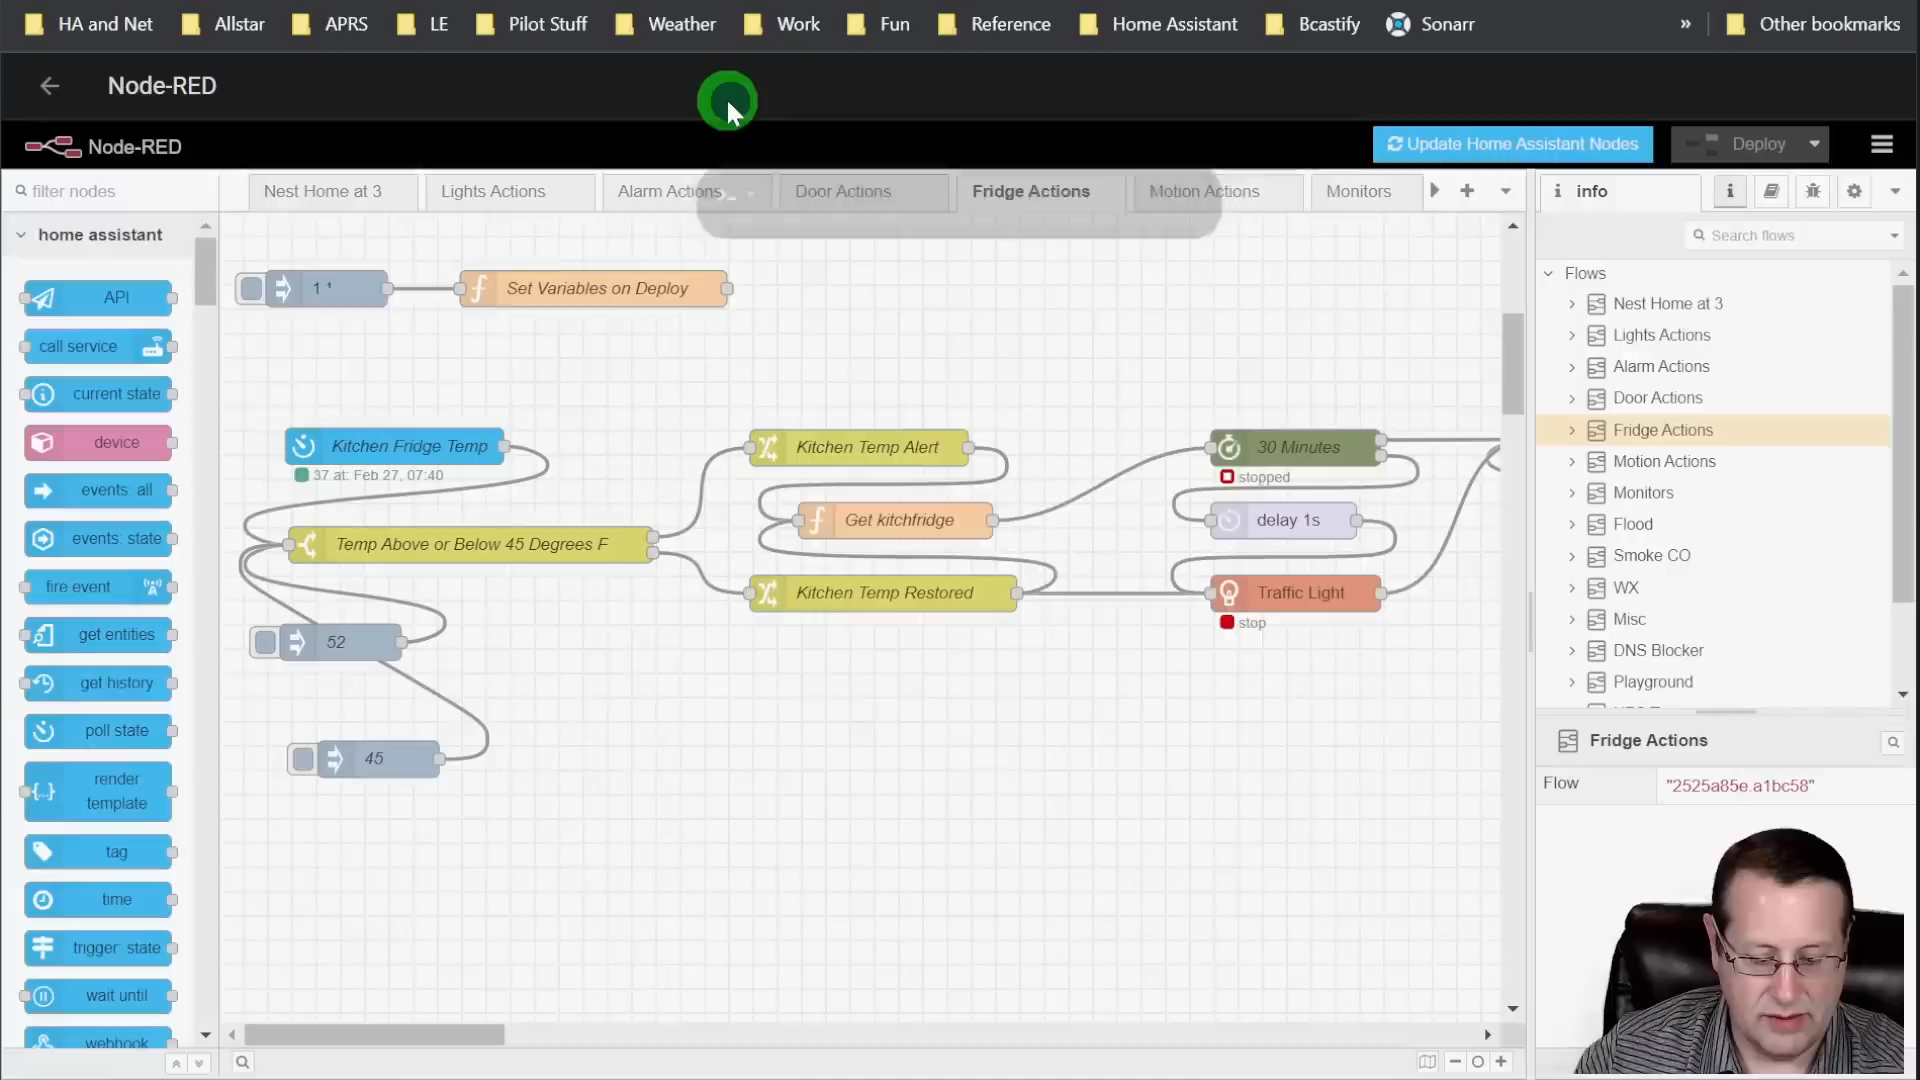 HA and Net
Allstar
APRS
LE
Pilot Stuff
Weather
Work
Fun
Reference
Home Assistant
Bcastify
Sonarr
»
Other bookmarks
Node-RED
Node-RED
Update Home Assistant Nodes
Deploy
filter nodes
Nest Home at 3
Lights Actions
Alarm Actions
Door Actions
Fridge Actions
Motion Actions
Monitors
info
home assistant
API
call service
current state
device
events: all
events: state
fire event
get entities
get history
poll state
render
template
tag
time
trigger: state
wait until
webhook
1 ¹
Set Variables on Deploy
Kitchen Fridge Temp
37 at: Feb 27, 07:40
Temp Above or Below 45 Degrees F
52
45
Kitchen Temp Alert
Get kitchfridge
Kitchen Temp Restored
30 Minutes
stopped
delay 1s
Traffic Light
stop
Search flows
Flows
Nest Home at 3
Lights Actions
Alarm Actions
Door Actions
Fridge Actions
Motion Actions
Monitors
Flood
Smoke CO
WX
Misc
DNS Blocker
Playground
Fridge Actions
Flow
"2525a85e.a1bc58"